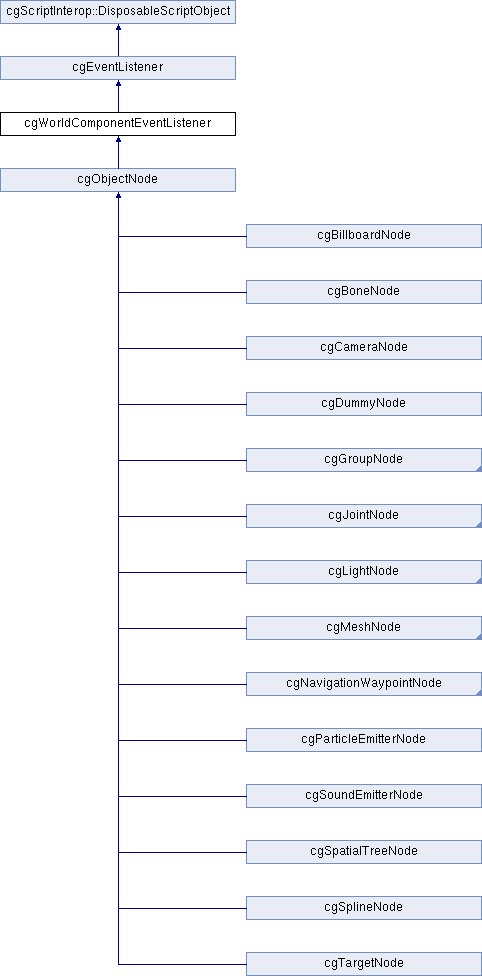 cgScriptInterop::DisposableScriptObject
cgEventListener
cgWorldComponentEventListener
cgObjectNode
cgBillboardNode
cgBoneNode
cgCameraNode
cgDummyNode
cgGroupNode
cgJointNode
cgLightNode
cgMeshNode
cgNavigationWaypointNode
cgParticleEmitterNode
cgSoundEmitterNode
cgSpatialTreeNode
cgSplineNode
cgTargetNode